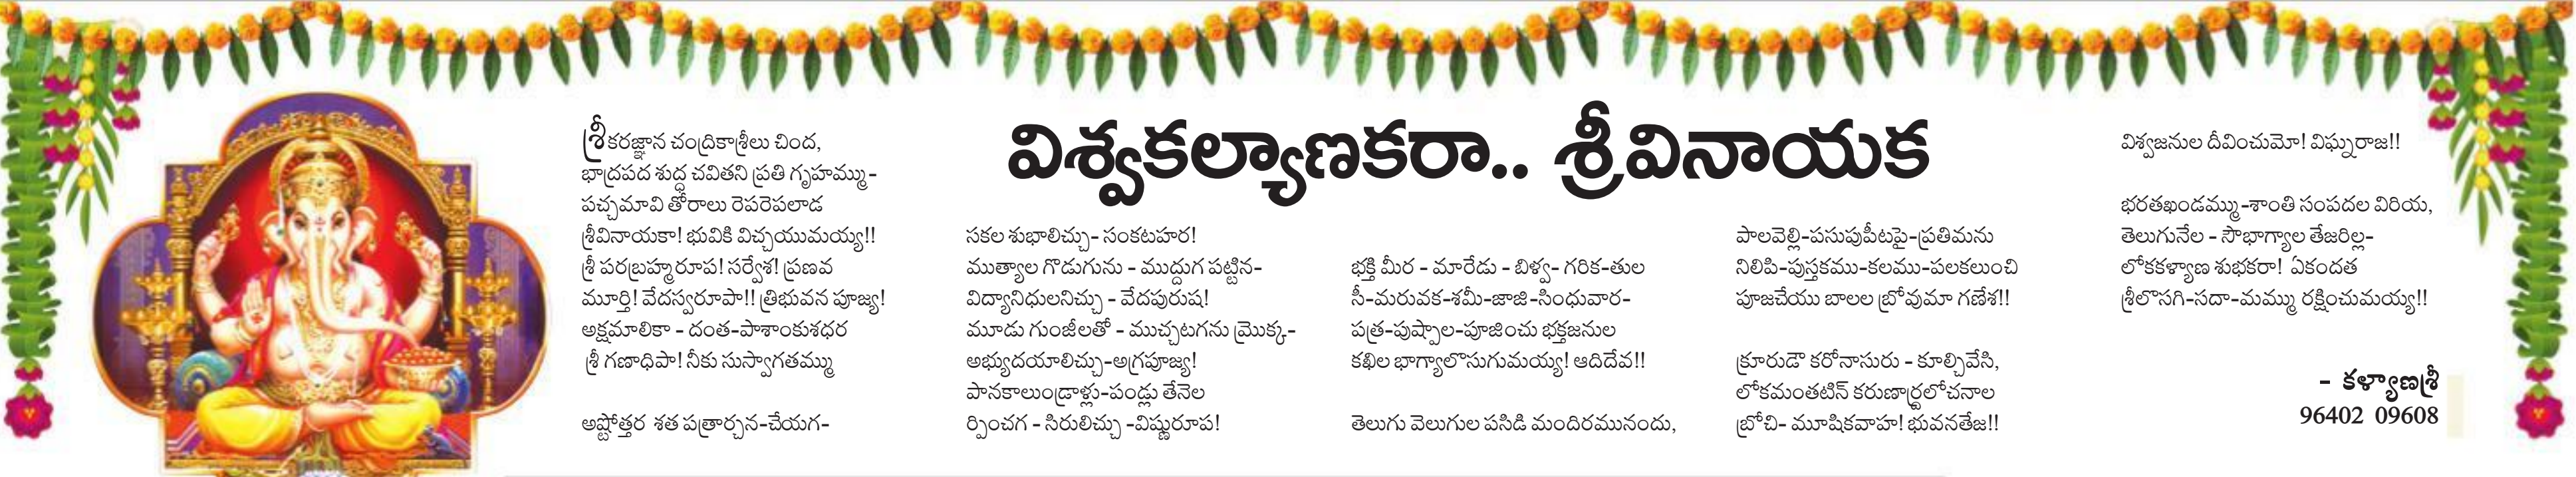 విశ్వకల్యాణకరా.. శ్రీవినాయక
శ్రీకరజ్ఞాన చంద్రికాశ్రీలు చింద,
భాద్రపద శుద్ధ చవితని ప్రతి గృహమ్ము-
పచ్చమావి తోరాలు రెపరెపలాడ
శ్రీవినాయకా! భువికి విచ్చయుమయ్య!!
శ్రీ పరబ్రహ్మరూప! సర్వేశ! ప్రణవ
మూర్తి! వేదస్వరూపా!! త్రిభువన పూజ్య!
అక్షమాలికా - దంత-పాశాంకుశధర
శ్రీ గణాధిపా! నీకు సుస్వాగతమ్ము
అష్టోత్తర శత పత్రార్చన-చేయగ-
సకల శుభాలిచ్చు- సంకటహర!
ముత్యాల గొడుగును - ముద్దుగ పట్టిన-
విద్యానిధులనిచ్చు - వేదపురుష!
మూడు గుంజీలతో - ముచ్చటగను మ్రొక్క-
అభ్యుదయాలిచ్చు-అగ్రపూజ్య!
పానకాలుండ్రాళ్లు-పండ్లు తేనెల
ర్పించగ - సిరులిచ్చు -విష్ణురూప!
భక్తి మీర - మారేడు - బిళ్వ- గరిక-తుల
సీ-మరువక-శమీ-జాజి-సింధువార-
పత్ర-పుష్పాల-పూజించు భక్తజనుల
కఖిల భాగ్యాలొసుగుమయ్య! ఆదిదేవ!!
తెలుగు వెలుగుల పసిడి మందిరమునందు,
పాలవెల్లి-పసుపుపీటపై-ప్రతిమను
నిలిపి-పుస్తకము-కలము-పలకలుంచి
పూజచేయు బాలల బ్రోవుమా గణేశ!!
క్రూరుడౌ కరోనాసురు - కూల్చివేసి,
లోకమంతటిన్ కరుణార్ద్రలోచనాల
బ్రోచి- మూషికవాహ! భువనతేజ!!
విశ్వజనుల దీవించుమో! విఘ్నరాజ!!
భరతఖండమ్ము-శాంతి సంపదల విరియ,
తెలుగునేల - సౌభాగ్యాల తేజరిల్ల-
లోకకళ్యాణ శుభకరా! ఏకందత
శ్రీలొసగి-సదా-మమ్ము రక్షించుమయ్య!!
- కళ్యాణశ్రీ
96402 09608